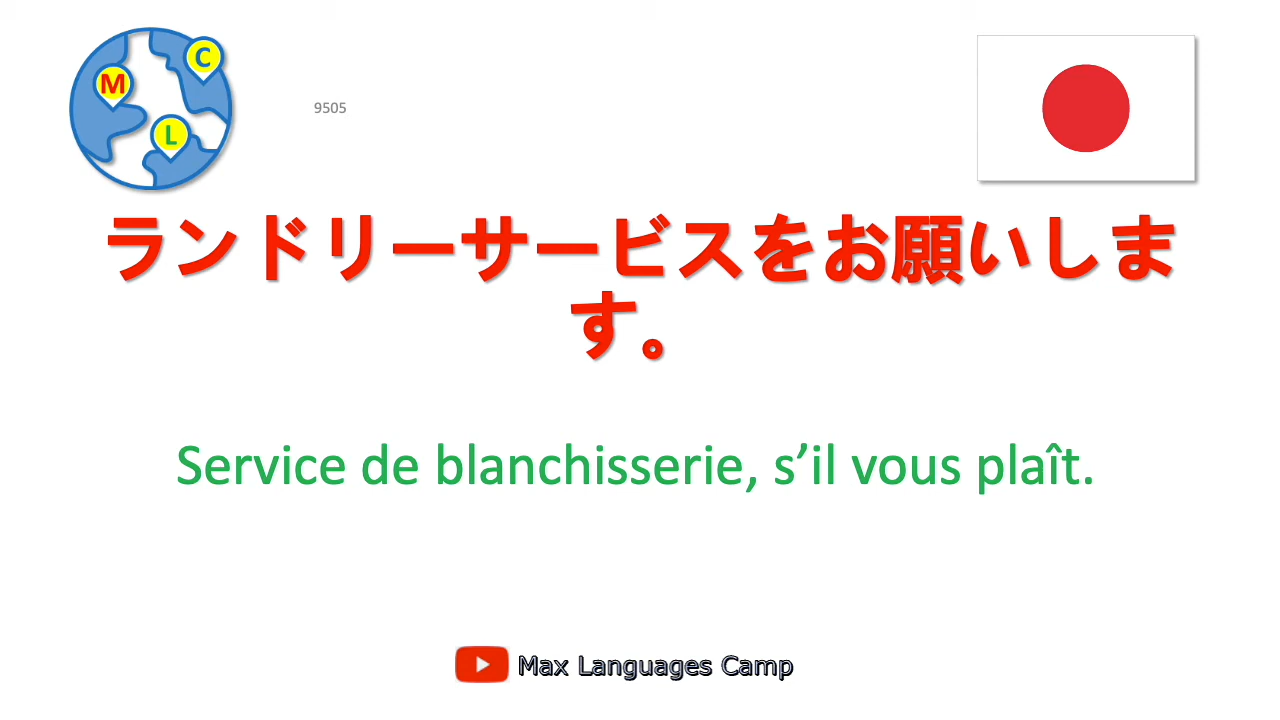 C
M
L
9505
ランドリーサービスをお願いしま
す。
Service de blanchisserie, s’il vous plaît.
Max Languages Camp